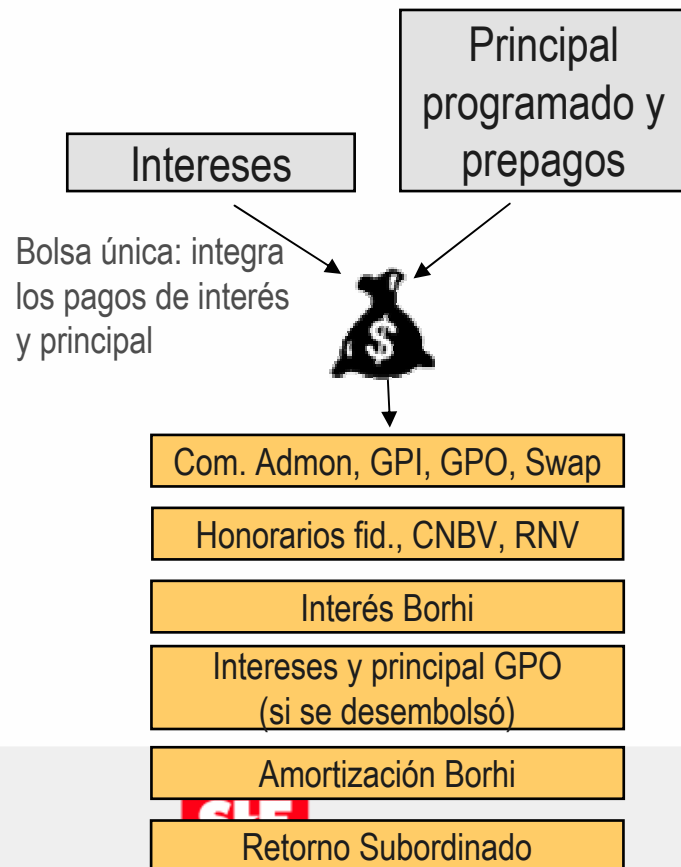 Principal
programado y
prepagos
Intereses
Bolsa única: integra
los pagos de interés
y principal
$
Com. Admon, GPI, GPO, Swap
Honorarios fid., CNBV, RNV
Interés Borhi
Intereses y principal GPO
(si se desembolsó)
Amortización Borhi
Retorno Subordinado